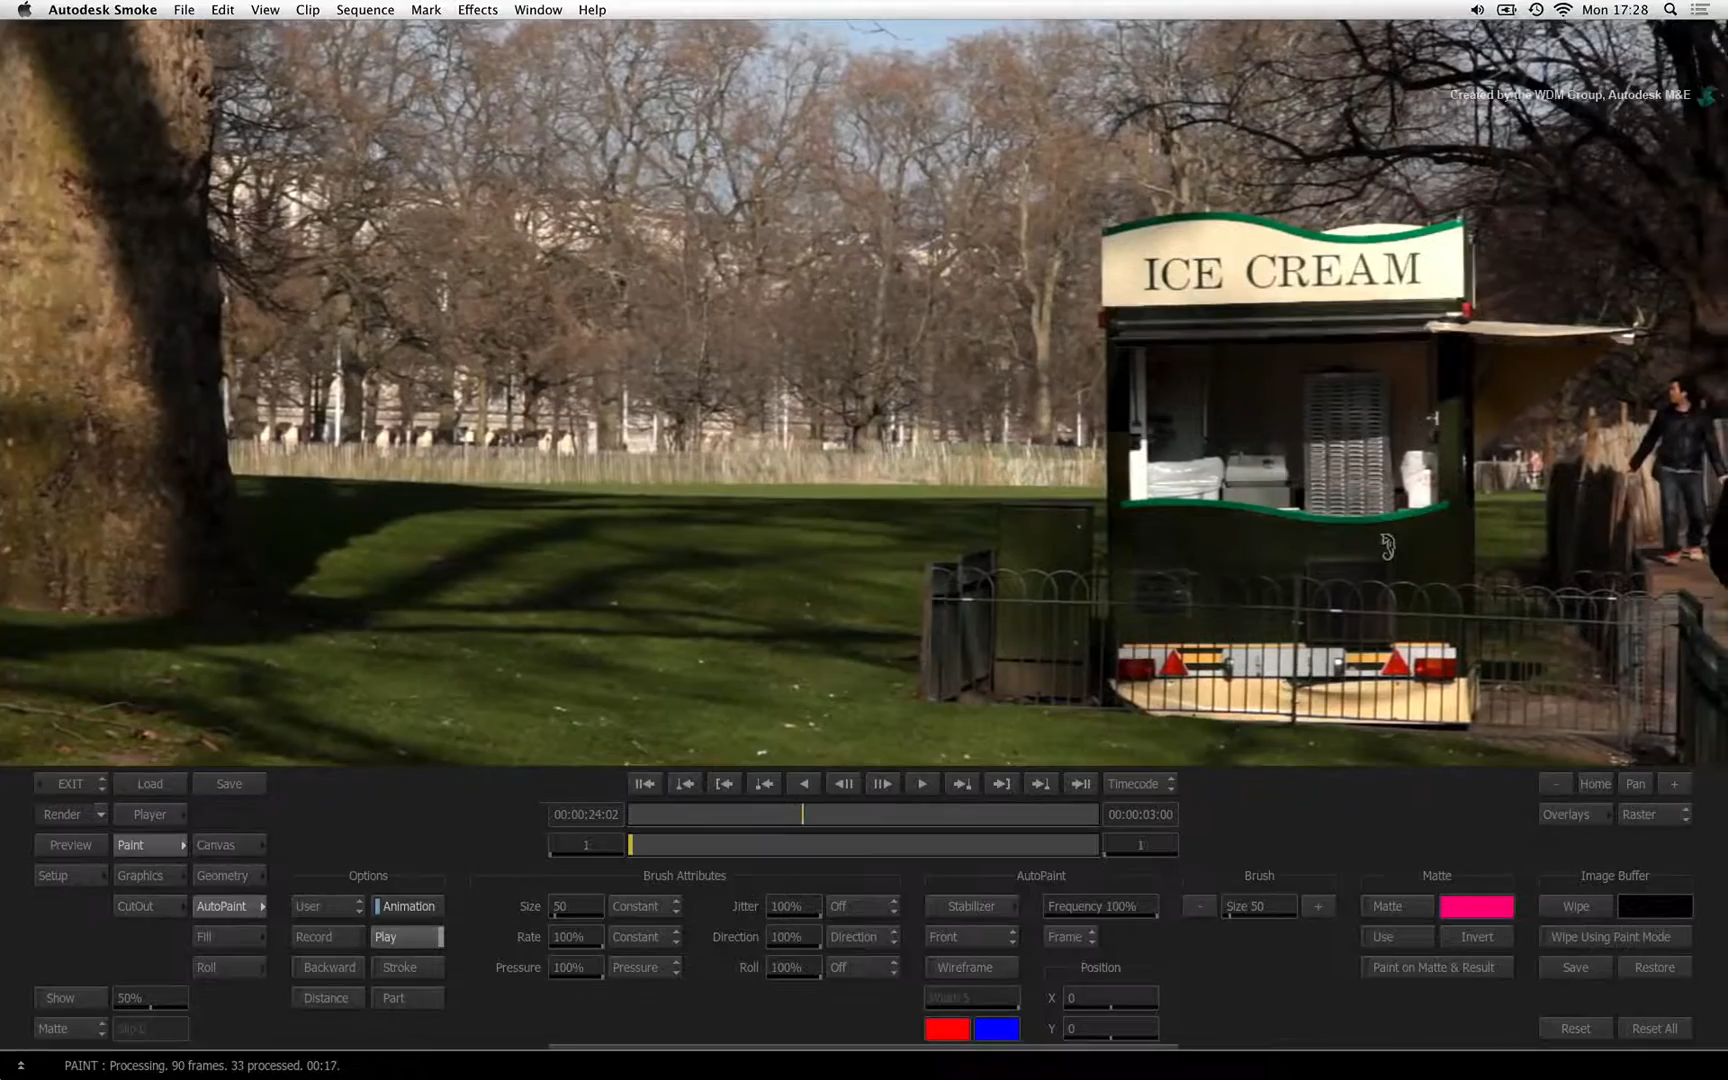 Autodesk Smoke File Edit View Clip Sequence Mark Effects Window Help Mon 17:28
Created by the WDM Group, Autodesk M&E
ICE CREAM
EXIT Load Save Timecode - Home Pan +
Render Player 00:00:24:02 00:00:03:00 Overlays Raster
Preview Paint Canvas 1 1
Setup Graphics Geometry Options Brush Attributes AutoPaint Brush Matte Image Buffer
CutOut AutoPaint User Animation Size 50 Constant Jitter 100% Off Stabilizer Frequency 100% - Size 50 + Matte Wipe
Fill Record Play Rate 100% Constant Direction 100% Direction Front Frame Use Invert Wipe Using Paint Mode
Roll Backward Stroke Pressure 100% Pressure Roll 100% Off Wireframe Position Paint on Matte & Result Save Restore
Show 50% Distance Part Width 5 X 0
Matte Y 0 Reset Reset All
PAINT : Processing. 90 frames. 33 processed. 00:17.